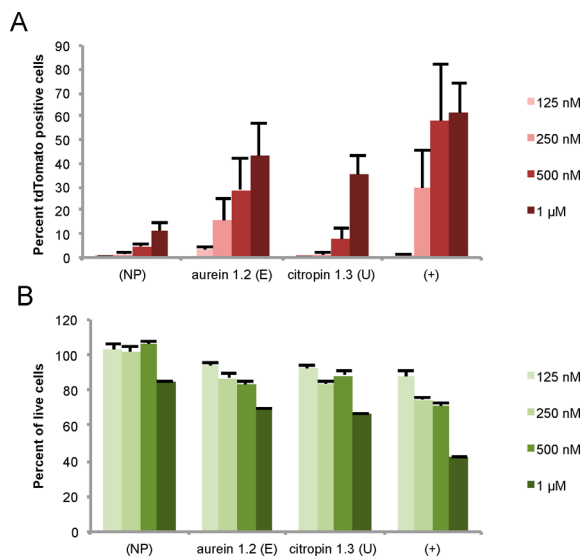 A
Percent tdTomato positive cells
90
80
70
60
50
40
30
20
10
0
(NP)
aurein 1.2 (E)
citropin 1.3 (U)
(+)
125 nM
250 nM
500 nM
1 µM
B
Percent of live cells
120
100
80
60
40
20
0
(NP)
aurein 1.2 (E)
citropin 1.3 (U)
(+)
125 nM
250 nM
500 nM
1 µM